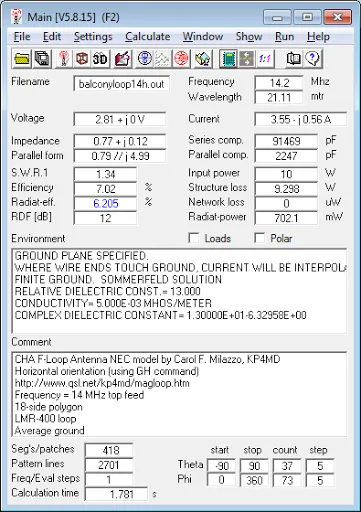 Main [V5.8.15] (F2)
File Edit Settings Calculate Window Show Run Help
3D 1:1
Filename balconyloop14h.out Frequency 14.2 Mhz
Wavelength 21.11 mtr
Voltage 2.81 + j 0 V Current 3.55 - j 0.56 A
Impedance 0.77 + j 0.12 Series comp. 91469 pF
Parallel form 0.79 // j 4.99 Parallel comp. 2247 pF
S.W.R.1 1.34 Input power 10 W
Efficiency 7.02 % Structure loss 9.298 W
Radiat-eff. 6.205 % Network loss 0 uW
RDF [dB] 12 Radiat-power 702.1 mW
Environment Loads Polar
GROUND PLANE SPECIFIED.
WHERE WIRE ENDS TOUCH GROUND, CURRENT WILL BE INTERPOLA
FINITE GROUND. SOMMERFELD SOLUTION
RELATIVE DIELECTRIC CONST.= 13.000
CONDUCTIVITY= 5.000E-03 MHOS/METER
COMPLEX DIELECTRIC CONSTANT= 1.30000E+01-6.32958E+00
Comment
CHA F-Loop Antenna NEC model by Carol F. Milazzo, KP4MD
Horizontal orientation (using GH command)
http://www.qsl.net/kp4md/magloop.htm
Frequency = 14 MHz top feed
18-side polygon
LMR-400 loop
Average ground
Seg's/patches 418 start stop count step
Pattern lines 2701 Theta -90 90 37 5
Freq/Eval steps 1 Phi 0 360 73 5
Calculation time 1.781 s